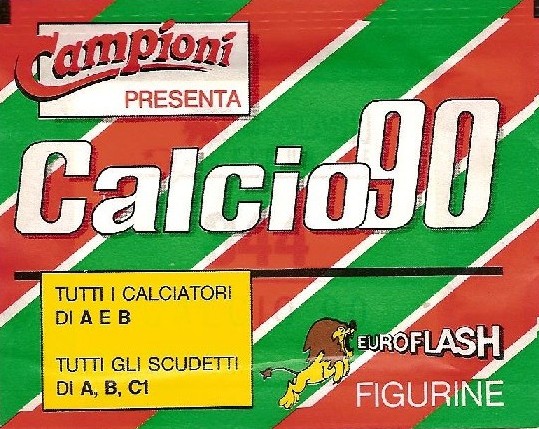 Campioni
PRESENTA
Calcio90
TUTTI I CALCIATORI
DI A E B
TUTTI GLI SCUDETTI
DI A, B, C1
EUROFLASH
FIGURINE